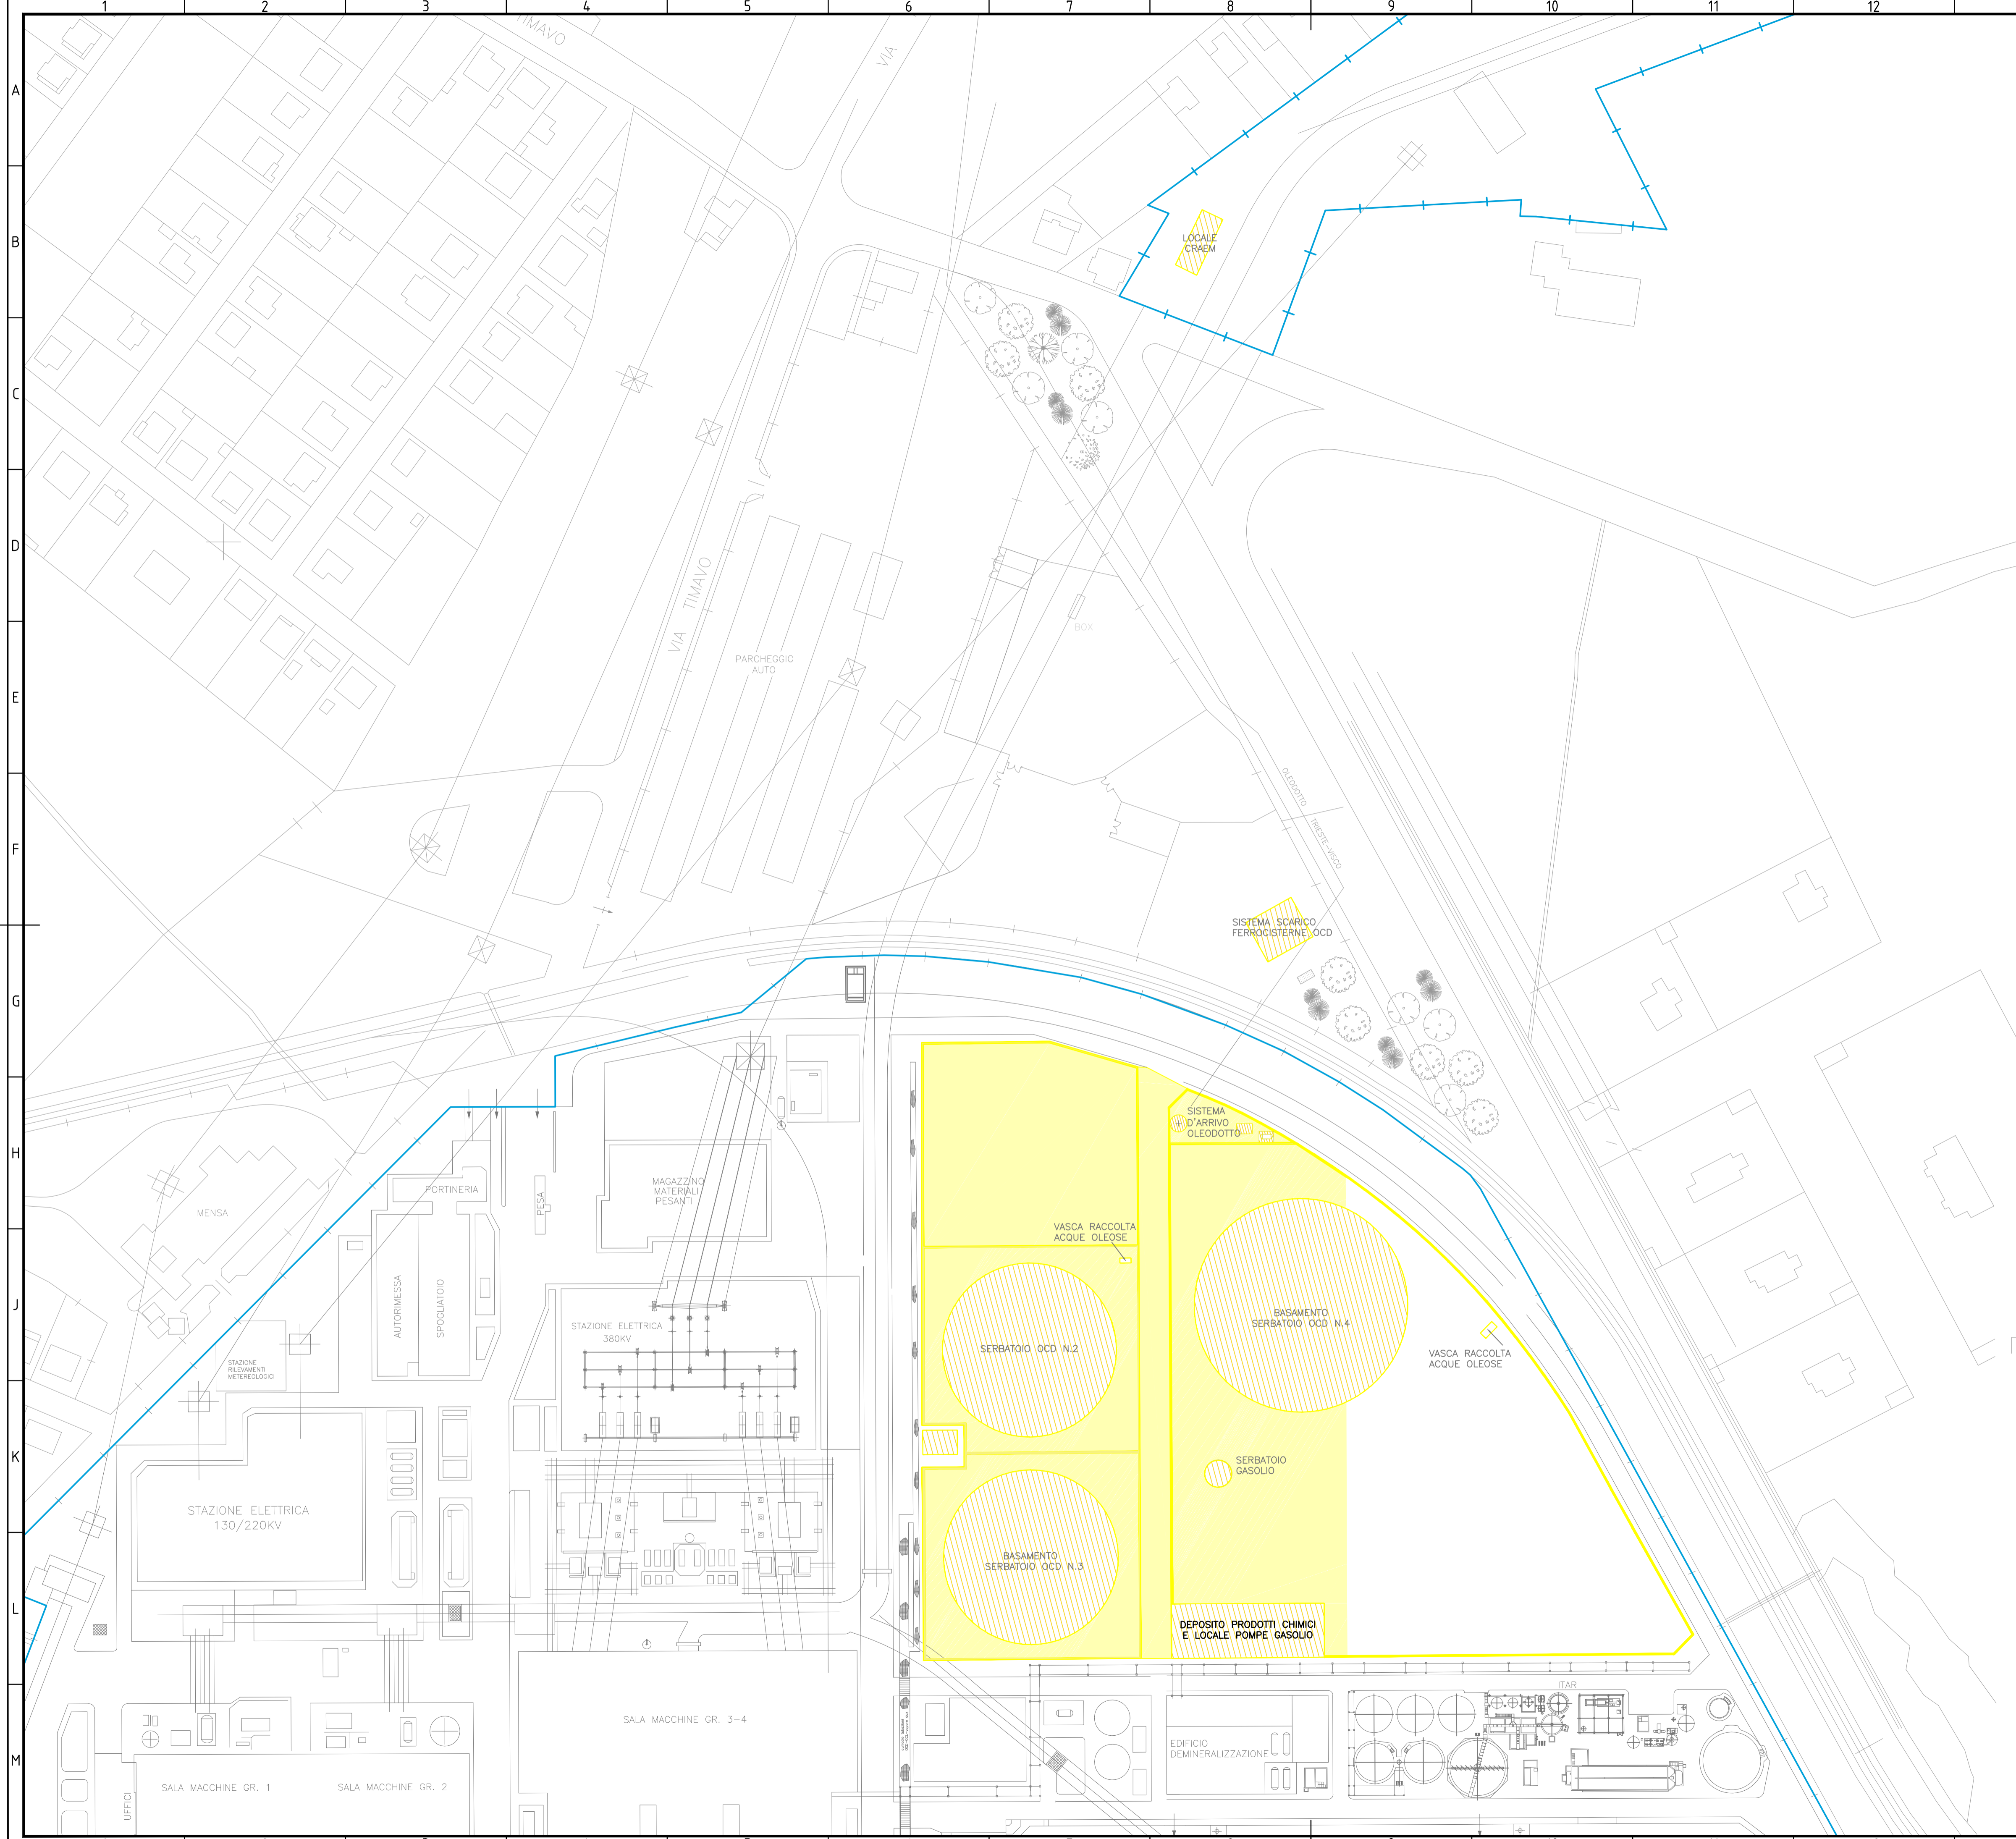 1 2 3 4 5 6 7 8 9 10 11 12
A
B
C
D
E
F
G
H
J
K
L
M
TIMAVO
VIA
LOCALE
CRAEM
VIA TIMAVO
BOX
PARCHEGGIO
AUTO
OLEODOTTO TRIESTE-VISCO
SISTEMA SCARICO
FERROCISTERNE OCD
SISTEMA
D'ARRIVO
OLEODOTTO
MENSA
PORTINERIA
PESA
MAGAZZINO
MATERIALI
PESANTI
VASCA RACCOLTA
ACQUE OLEOSE
AUTORIMESSA
SPOGLIATOIO
STAZIONE ELETTRICA
380KV
SERBATOIO OCD N.2
BASAMENTO
SERBATOIO OCD N.4
VASCA RACCOLTA
ACQUE OLEOSE
STAZIONE
RILEVAMENTI
METEREOLOGICI
SERBATOIO
GASOLIO
STAZIONE ELETTRICA
130/220KV
BASAMENTO
SERBATOIO OCD N.3
DEPOSITO PRODOTTI CHIMICI
E LOCALE POMPE GASOLIO
ITAR
SALA MACCHINE GR. 3-4
EDIFICIO
DEMINERALIZZAZIONE
SALA MACCHINE GR. 1
SALA MACCHINE GR. 2
UFFICI